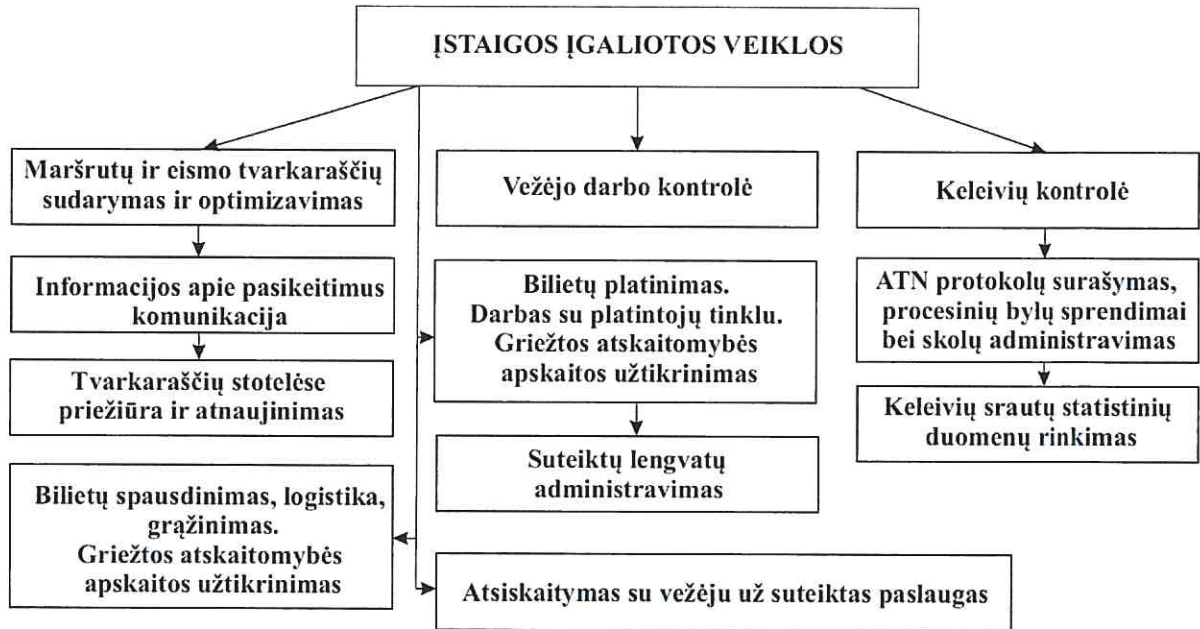 ĮSTAIGOS ĮGALIOTOS VEIKLOS
Maršrutų ir eismo tvarkaraščių
sudarymas ir optimizavimas
Informacijos apie pasikeitimus
komunikacija
Tvarkaraščių stotelėse
priežiūra ir atnaujinimas
Bilietų spausdinimas, logistika,
grąžinimas.
Griežtos atskaitomybės
apskaitos užtikrinimas
Vežėjo darbo kontrolė
Bilietų platinimas.
Darbas su platintojų tinklu.
Griežtos atskaitomybės
apskaitos užtikrinimas
Suteiktų lengvatų
administravimas
Atsiskaitymas su vežėju už suteiktas paslaugas
Keleivių kontrolė
ATN protokolų surašymas,
procesinių bylų sprendimai
bei skolų administravimas
Keleivių srautų statistinių
duomenų rinkimas